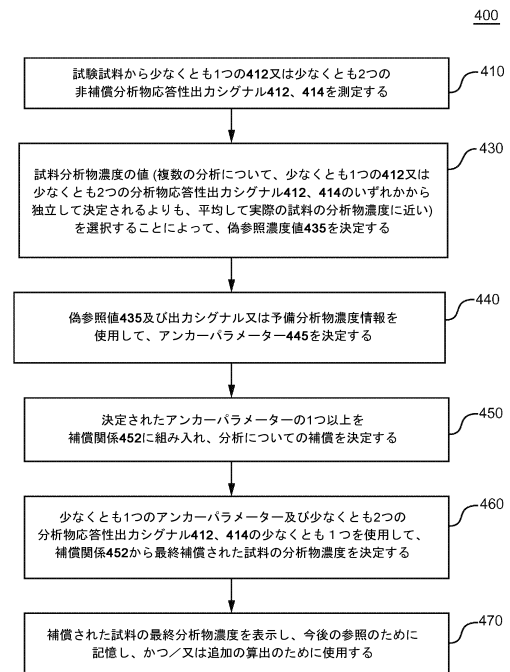 400
試験試料から少なくとも1つの412又は少なくとも2つの
非補償分析物応答性出力シグナル412、414を測定する
410
試料分析物濃度の値 (複数の分析について、少なくとも1つの412又は
少なくとも2つの分析物応答性出力シグナル412、414のいずれかから
独立して決定されるよりも、平均して実際の試料の分析物濃度に近い)
を選択することによって、偽参照濃度値435を決定する
430
偽参照値435及び出力シグナル又は予備分析物濃度情報を
使用して、アンカーパラメーター445を決定する
440
決定されたアンカーパラメーターの1つ以上を
補償関係452に組み入れ、分析についての補償を決定する
450
少なくとも1つのアンカーパラメーター及び少なくとも2つの
分析物応答性出力シグナル412、414の少なくとも１つを使用して、
補償関係452から最終補償された試料の分析物濃度を決定する
460
補償された試料の最終分析物濃度を表示し、今後の参照のために
記憶し、かつ／又は追加の算出のために使用する
470